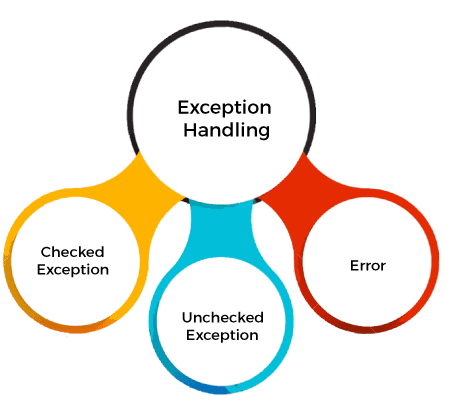 Exception
Handling
Checked
Exception
Unchecked
Exception
Error